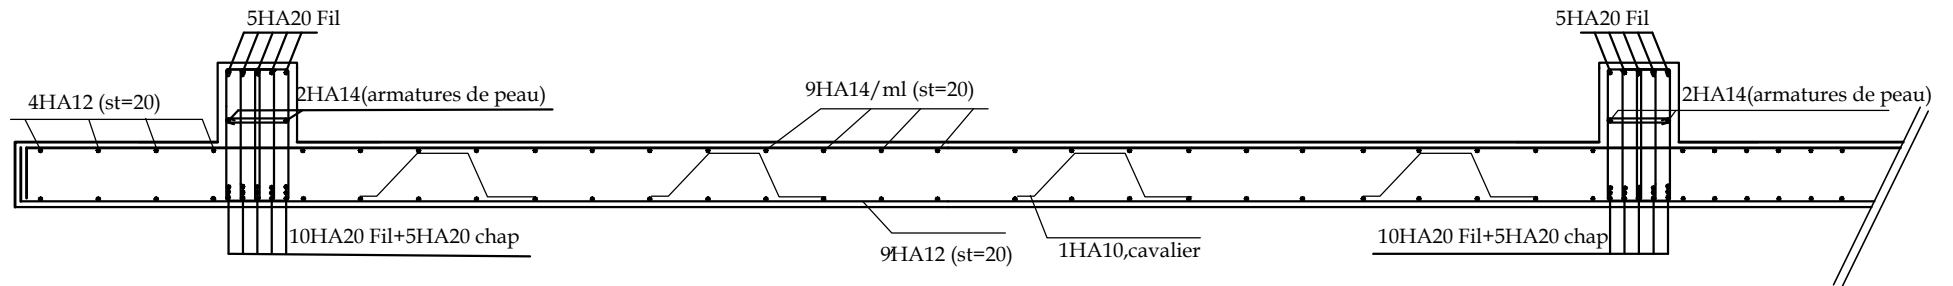 5HA20 Fil
5HA20 Fil
4HA12 (st=20)
2HA14(armatures de peau)
9HA14/ml (st=20)
2HA14(armatures de peau)
10HA20 Fil+5HA20 chap
9HA12 (st=20)
1HA10,cavalier
10HA20 Fil+5HA20 chap